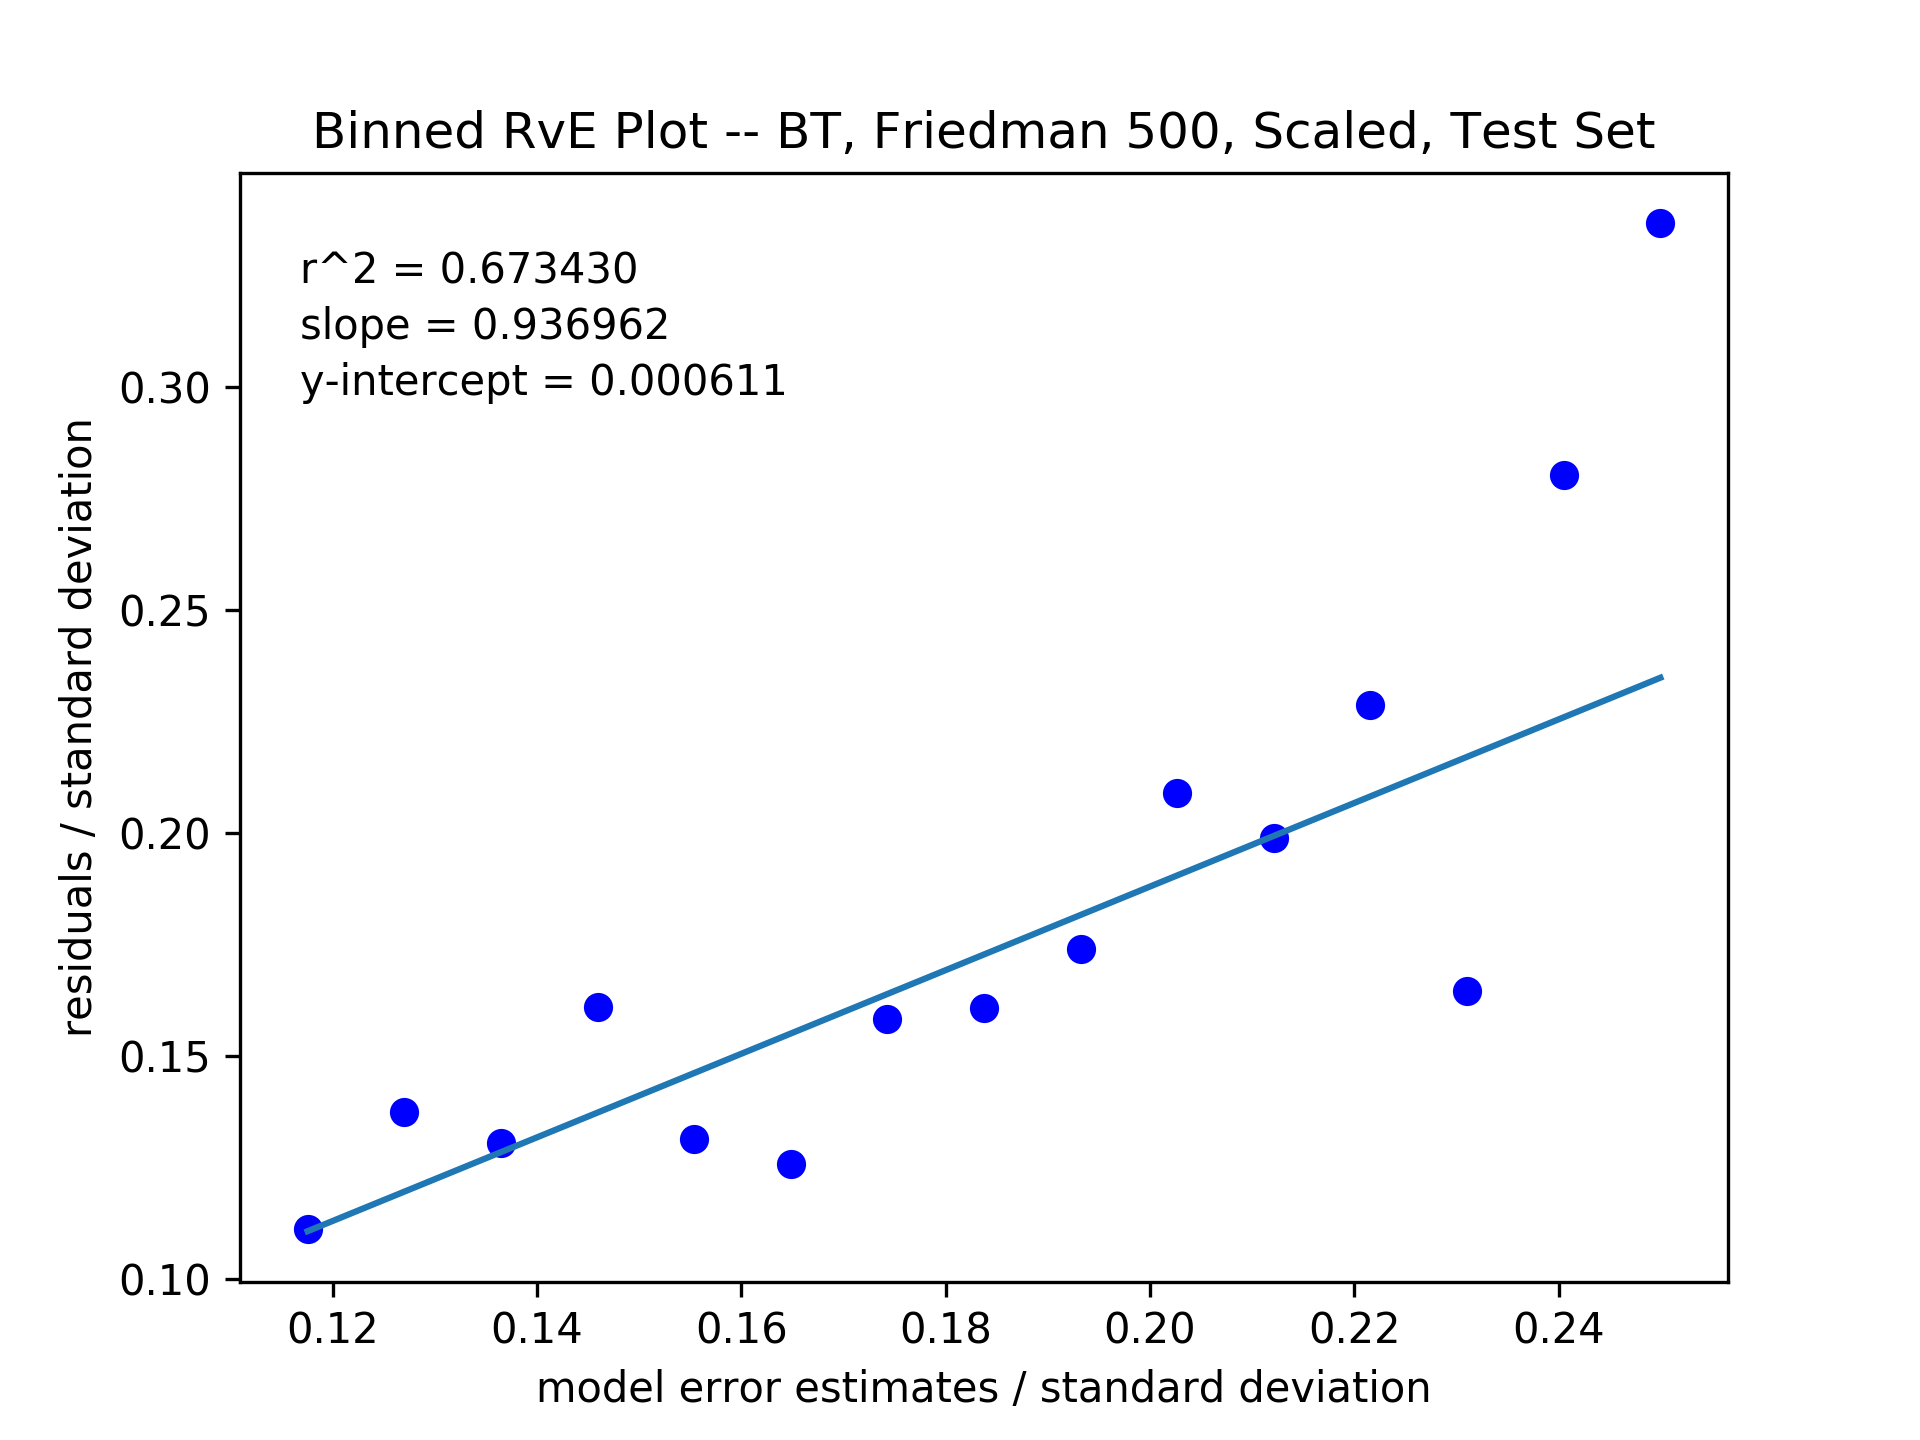 Binned RvE Plot -- BT, Friedman 500, Scaled, Test Set
r^2 = 0.673430
slope = 0.936962
y-intercept = 0.000611
residuals / standard deviation
0.30
0.25
0.20
0.15
0.10
0.12 0.14 0.16 0.18 0.20 0.22 0.24
model error estimates / standard deviation